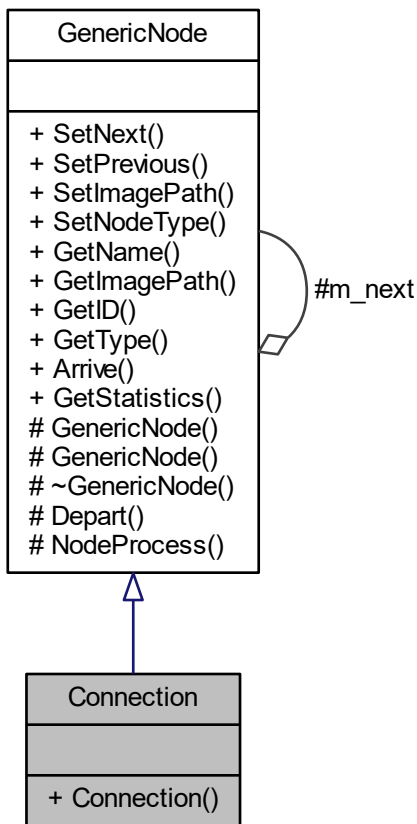 GenericNode
+ SetNext()
+ SetPrevious()
+ SetImagePath()
+ SetNodeType()
+ GetName()
+ GetImagePath()
+ GetID()
+ GetType()
+ Arrive()
+ GetStatistics()
# GenericNode()
# GenericNode()
# ~GenericNode()
# Depart()
# NodeProcess()
#m_next
Connection
+ Connection()